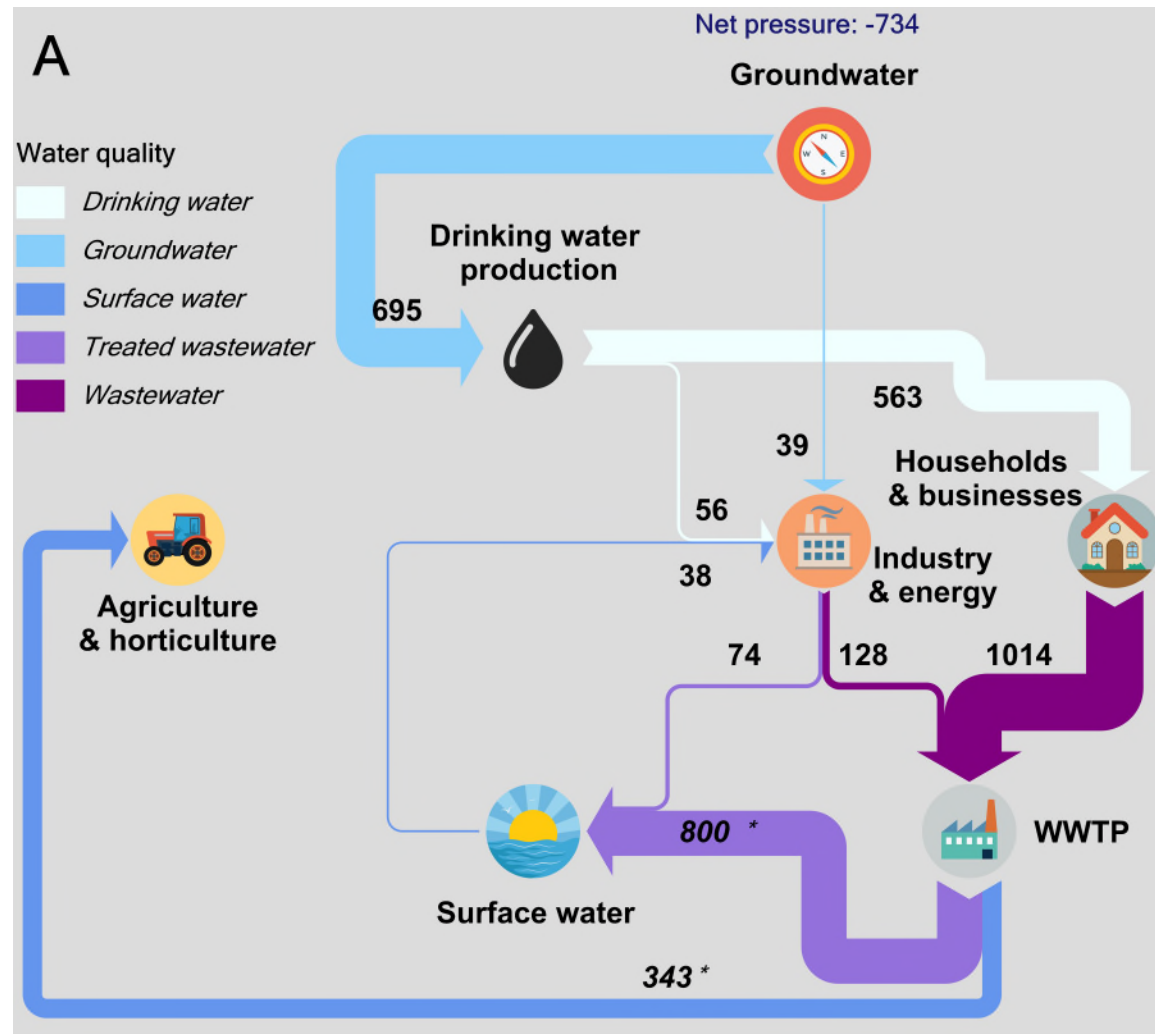 Net pressure: -734
A
Groundwater
Water quality
Drinking water
Groundwater
Surface water
Treated wastewater
Wastewater
N
W E
S
Drinking water
production
695
563
39
Households
& businesses
56
38
Industry
& energy
Agriculture
& horticulture
74
128
1014
800 *
WWTP
Surface water
343 *